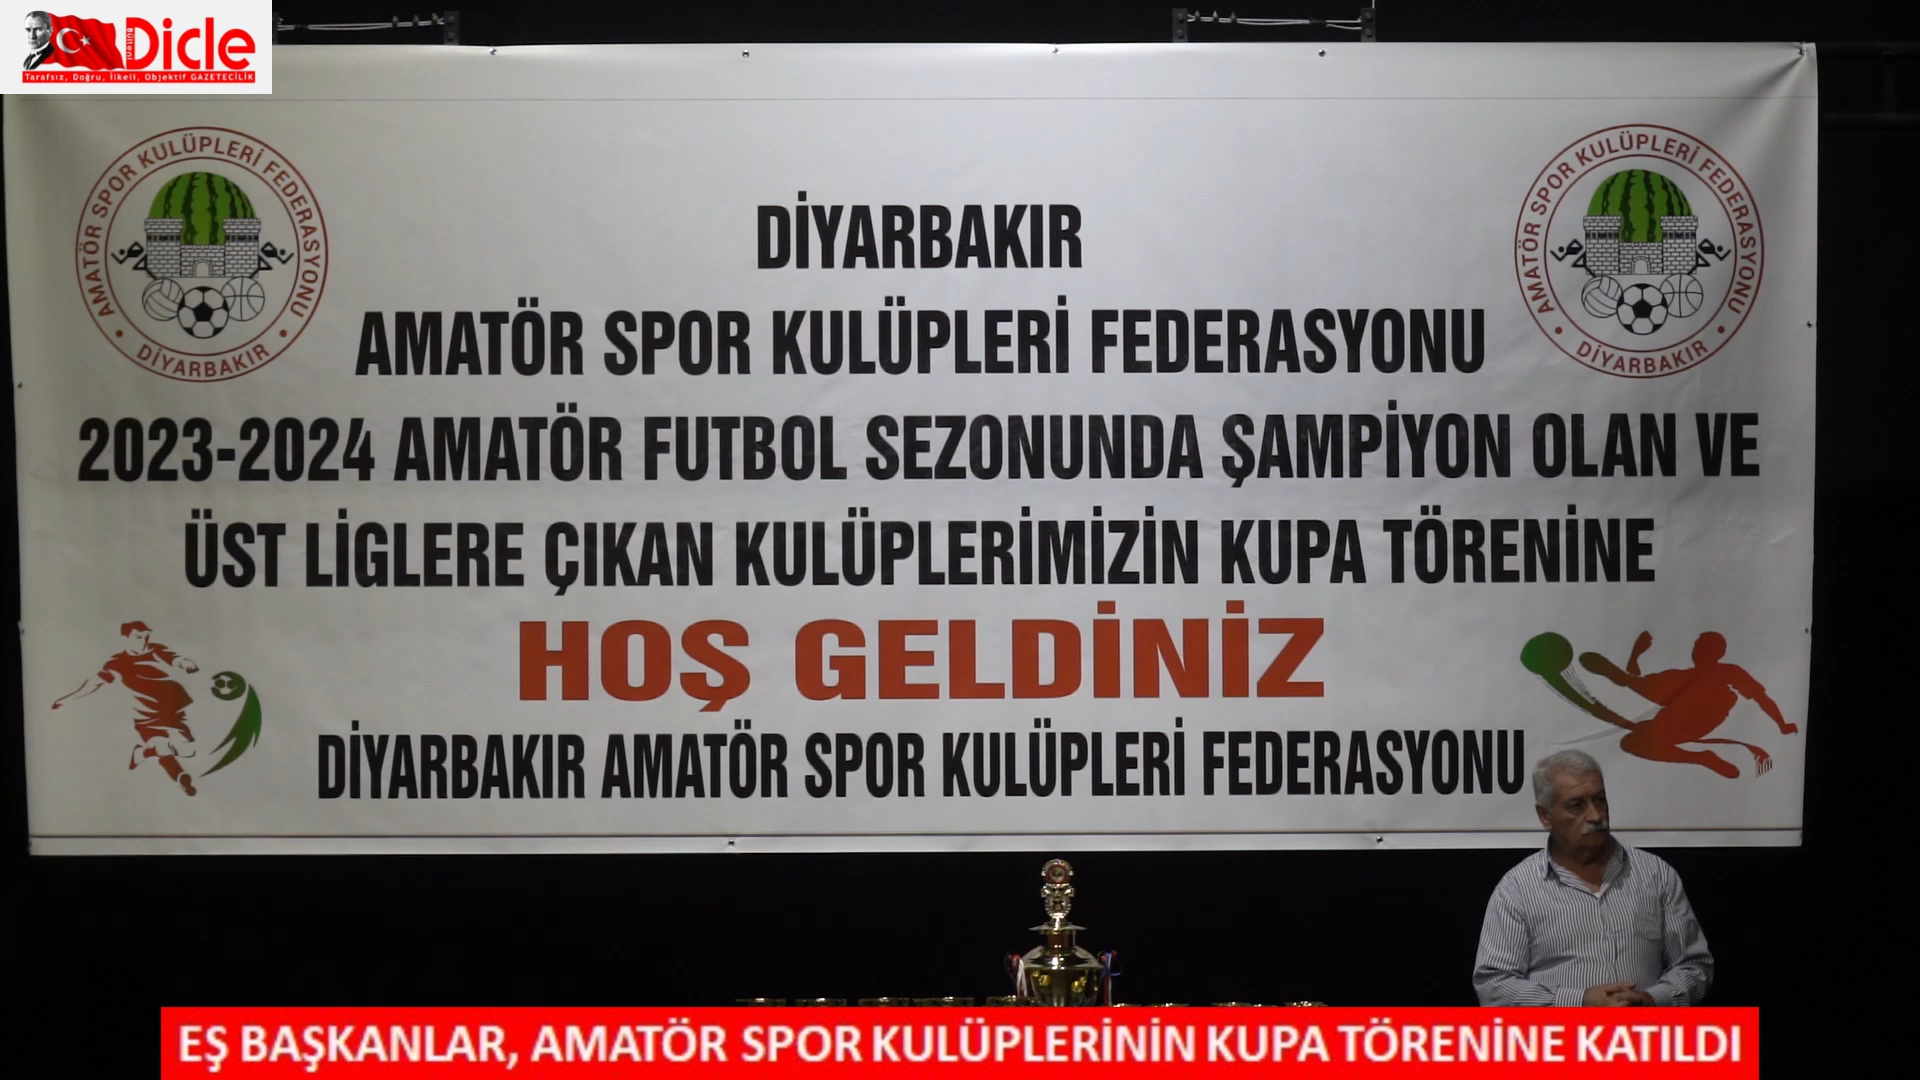 Dicle
Bülteni
Tarafsız, Doğru, İlkeli, Objektif GAZETECİLİK
AMATÖR SPOR KULÜPLERİ FEDERASYONU
• DİYARBAKIR •
AMATÖR SPOR KULÜPLERİ FEDERASYONU
• DİYARBAKIR •
DİYARBAKIR
AMATÖR SPOR KULÜPLERİ FEDERASYONU
2023-2024 AMATÖR FUTBOL SEZONUNDA ŞAMPİYON OLAN VE
ÜST LİGLERE ÇIKAN KULÜPLERİMİZİN KUPA TÖRENİNE
HOŞ GELDİNİZ
DİYARBAKIR AMATÖR SPOR KULÜPLERİ FEDERASYONU
EŞ BAŞKANLAR, AMATÖR SPOR KULÜPLERİNİN KUPA TÖRENİNE KATILDI